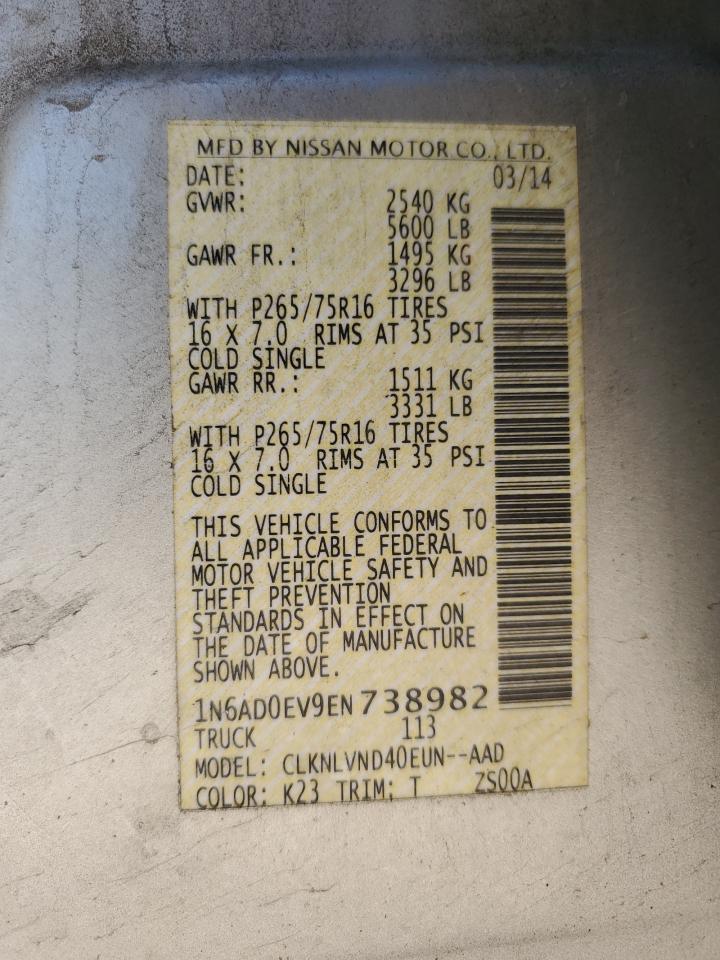 MFD BY NISSAN MOTOR CO., LTD.
DATE: 03/14
GVWR: 2540 KG
5600 LB
GAWR FR.: 1495 KG
3296 LB
WITH P265/75R16 TIRES
16 X 7.0 RIMS AT 35 PSI
COLD SINGLE
GAWR RR.: 1511 KG
3331 LB
WITH P265/75R16 TIRES
16 X 7.0 RIMS AT 35 PSI
COLD SINGLE
THIS VEHICLE CONFORMS TO
ALL APPLICABLE FEDERAL
MOTOR VEHICLE SAFETY AND
THEFT PREVENTION
STANDARDS IN EFFECT ON
THE DATE OF MANUFACTURE
SHOWN ABOVE.
1N6AD0EV9EN738982
TRUCK 113
MODEL: CLKNLVND40EUN--AAD
COLOR: K23 TRIM: T ZS00A